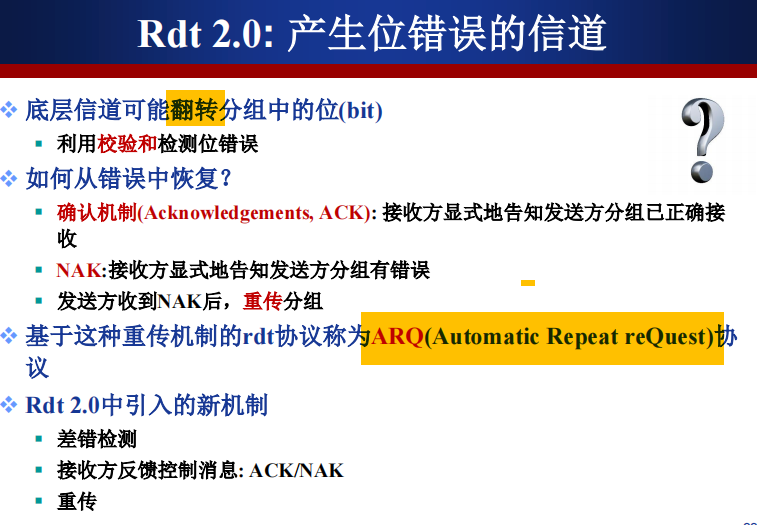 Rdt 2.0: 产生位错误的信道
底层信道可能翻转分组中的位(bit)
利用校验和检测位错误
如何从错误中恢复？
确认机制(Acknowledgements, ACK): 接收方显式地告知发送方分组已正确接
收
NAK:接收方显式地告知发送方分组有错误
发送方收到NAK后，重传分组
基于这种重传机制的rdt协议称为ARQ(Automatic Repeat reQuest)协
议
Rdt 2.0中引入的新机制
差错检测
接收方反馈控制消息: ACK/NAK
重传